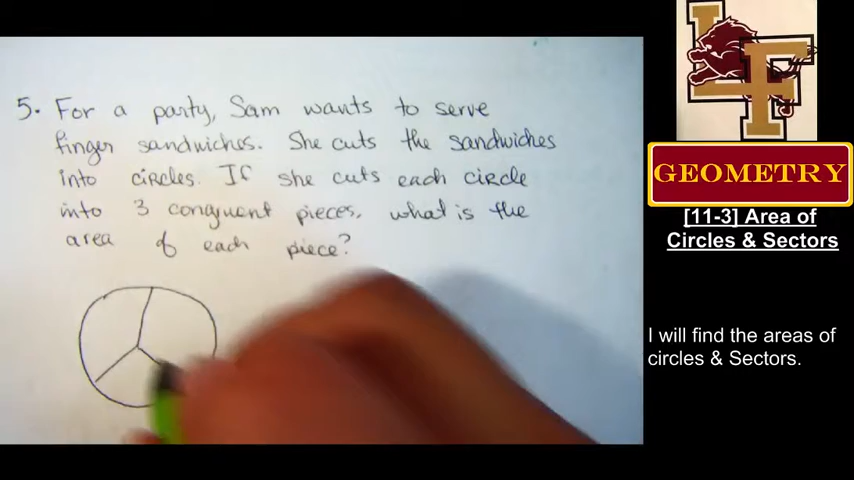 5. For a party, Sam wants to serve
finger sandwiches. She cuts the sandwiches
into circles. If she cuts each circle
into 3 congruent pieces, what is the
area of each piece?
LF
GEOMETRY
[11-3] Area of
Circles & Sectors
I will find the areas of
circles & Sectors.